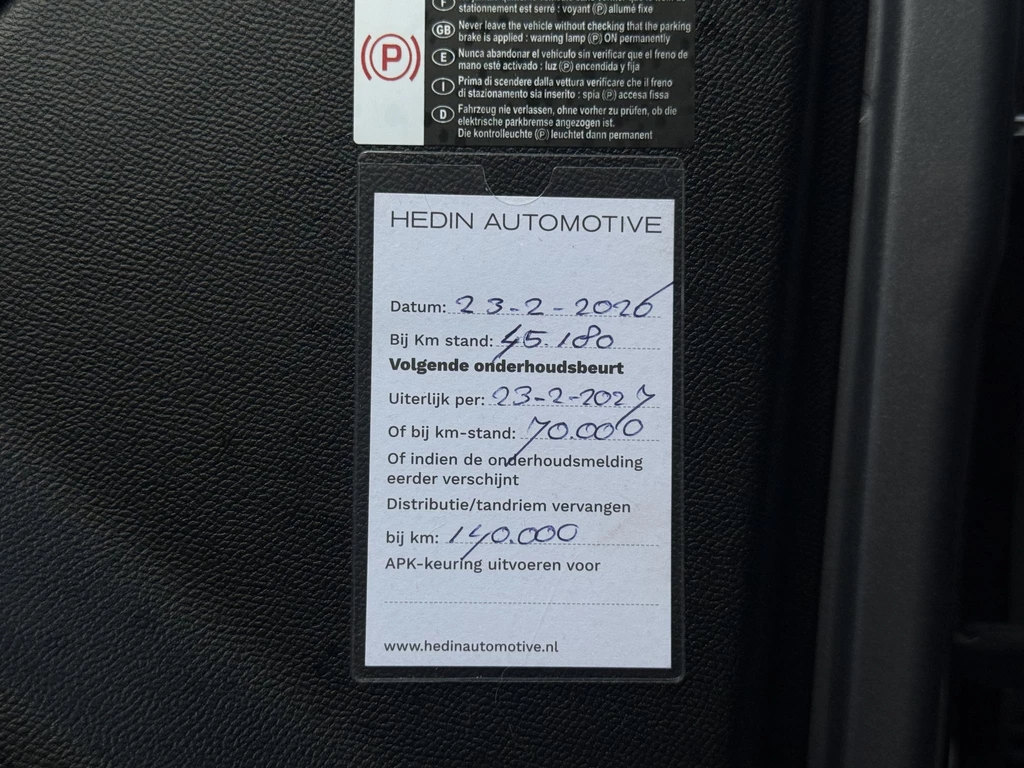 stationnement est serré : voyant (P) allumé fixe
GB Never leave the vehicle without checking that the parking
brake is applied : warning lamp (P) ON permanently
E Nunca abandonar el vehículo sin verificar que el freno de
mano esté activado : luz (P) encendida y fija
I Prima di scendere dalla vettura verificare che il freno
di stazionamento sia inserito : spia (P) accesa fissa
D Fahrzeug nie verlassen, ohne vorher zu prüfen, ob die
elektrische parkbremse angezogen ist.
Die kontrolleuchte (P) leuchtet dann permanent
(P)
HEDIN AUTOMOTIVE
Datum: 23-2-2026
Bij Km stand: 45.180
Volgende onderhoudsbeurt
Uiterlijk per: 23-2-2027
Of bij km-stand: 70.000
Of indien de onderhoudsmelding
eerder verschijnt
Distributie/tandriem vervangen
bij km: 140.000
APK-keuring uitvoeren voor
www.hedinautomotive.nl